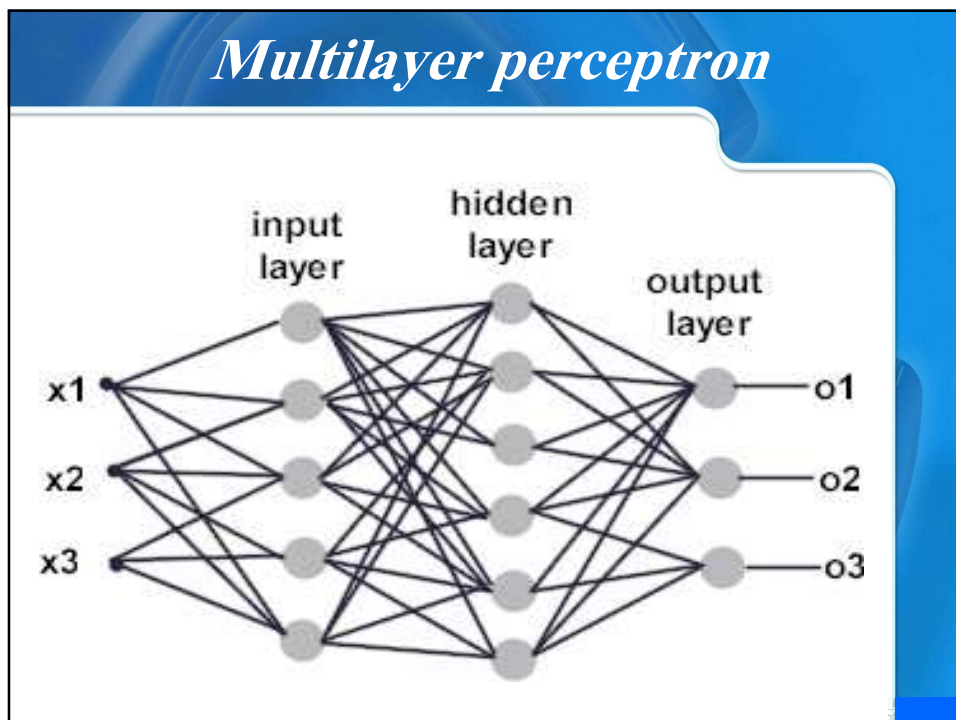 Multilayer perceptron
input
layer
hidden
layer
output
layer
x1
x2
x3
o1
o2
o3